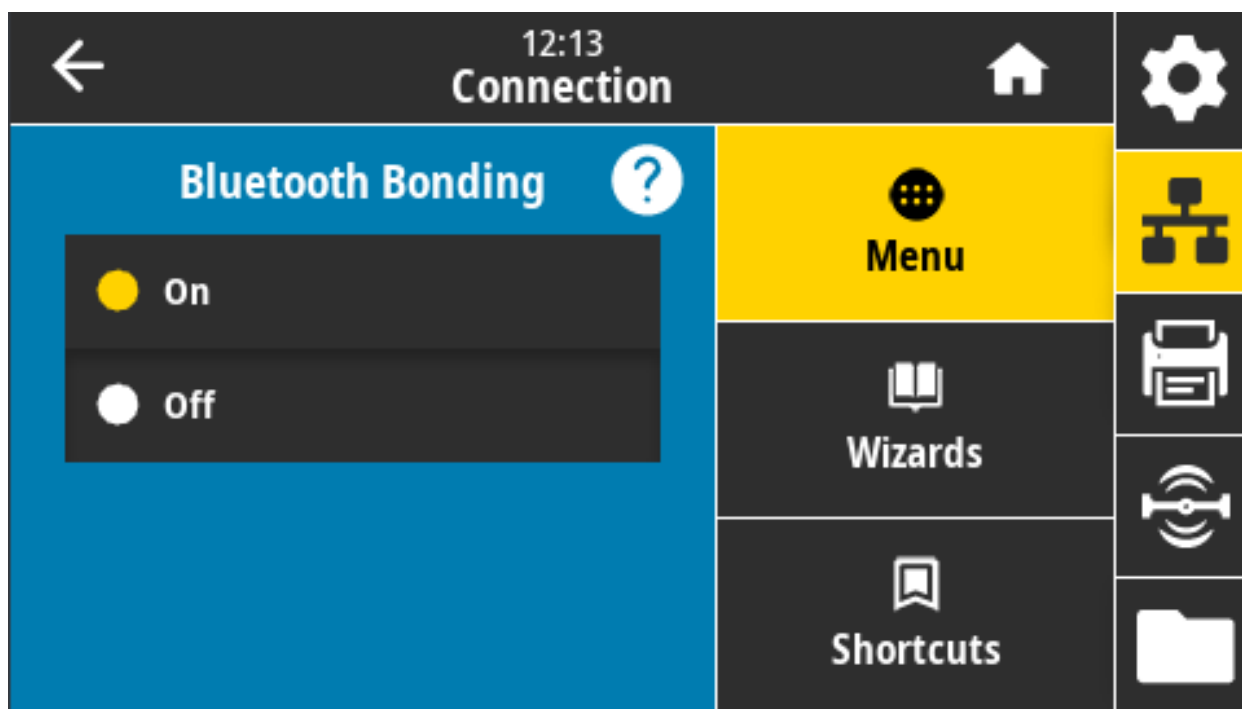 12:13
Connection
Bluetooth Bonding
?
On
Off
Menu
Wizards
Shortcuts